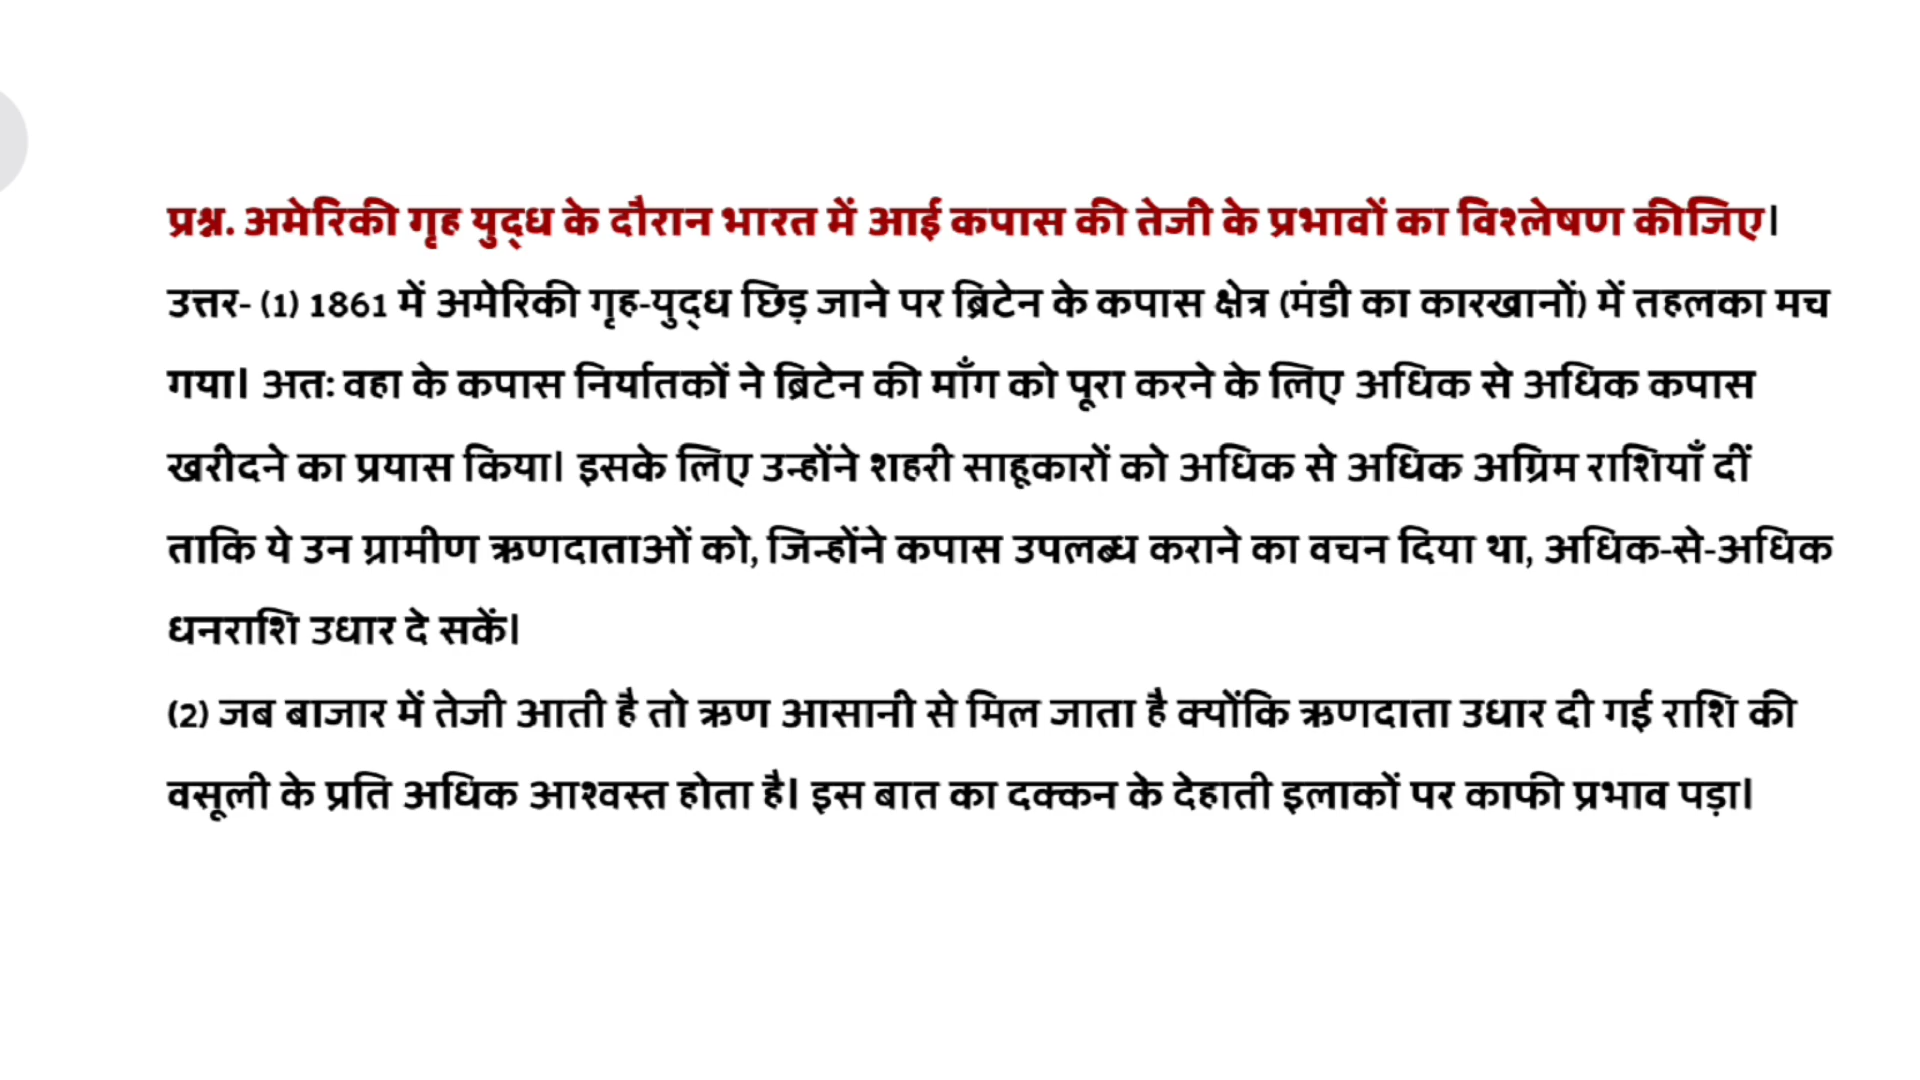 प्रश्न. अमेरिकी गृह युद्ध के दौरान भारत में आई कपास की तेजी के प्रभावों का विश्लेषण कीजिए।
उत्तर- (1) 1861 में अमेरिकी गृह-युद्ध छिड़ जाने पर ब्रिटेन के कपास क्षेत्र (मंडी का कारखानों) में तहलका मच
गया। अतः वहा के कपास निर्यातकों ने ब्रिटेन की माँग को पूरा करने के लिए अधिक से अधिक कपास
खरीदने का प्रयास किया। इसके लिए उन्होंने शहरी साहूकारों को अधिक से अधिक अग्रिम राशियाँ दीं
ताकि ये उन ग्रामीण ऋणदाताओं को, जिन्होंने कपास उपलब्ध कराने का वचन दिया था, अधिक-से-अधिक
धनराशि उधार दे सकें।
(2) जब बाजार में तेजी आती है तो ऋण आसानी से मिल जाता है क्योंकि ऋणदाता उधार दी गई राशि की
वसूली के प्रति अधिक आश्वस्त होता है। इस बात का दक्कन के देहाती इलाकों पर काफी प्रभाव पड़ा।